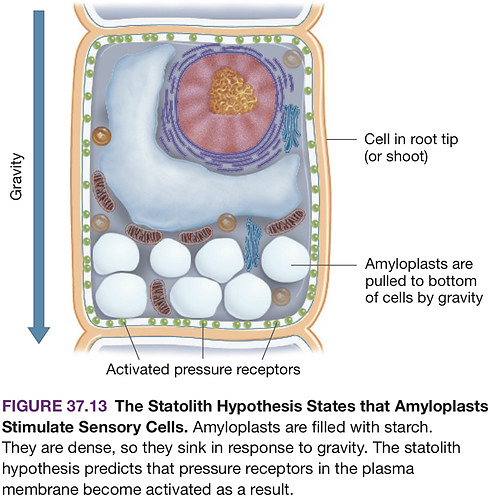 Gravity
Cell in root tip
(or shoot)
Amyloplasts are
pulled to bottom
of cells by gravity
Activated pressure receptors
FIGURE 37.13 The Statolith Hypothesis States that Amyloplasts
Stimulate Sensory Cells. Amyloplasts are filled with starch.
They are dense, so they sink in response to gravity. The statolith
hypothesis predicts that pressure receptors in the plasma
membrane become activated as a result.